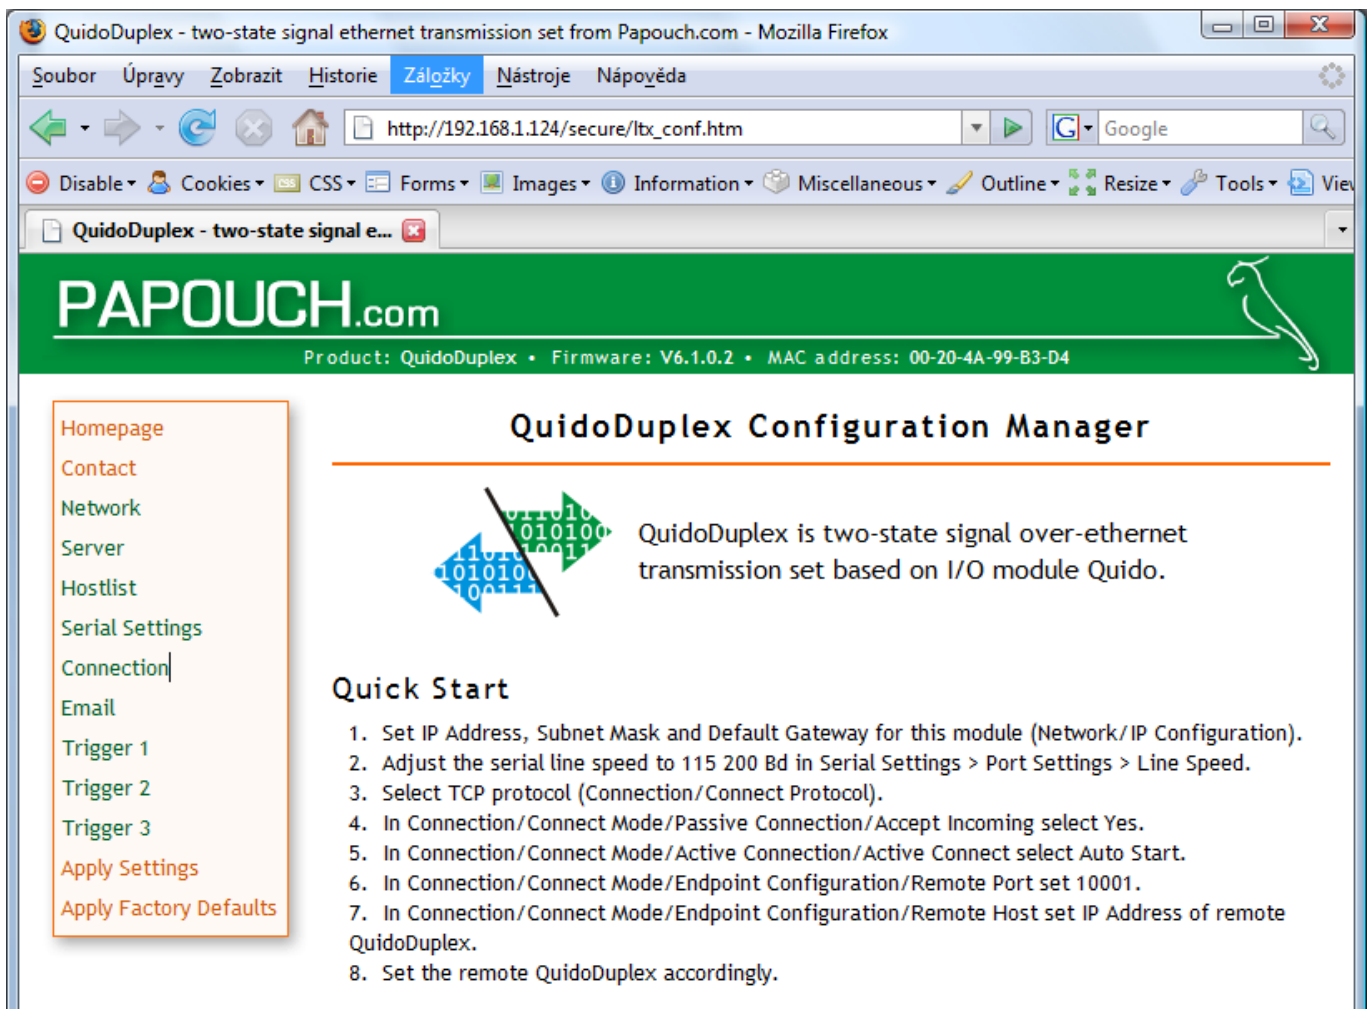 QuidoDuplex - two-state signal ethernet transmission set from Papouch.com - Mozilla Firefox
Soubor Úpravy Zobrazit Historie Záložky Nástroje Nápověda
http://192.168.1.124/secure/ltx_conf.htm G Google
Disable Cookies CSS CSS Forms Images Information Miscellaneous Outline Resize Tools
QuidoDuplex - two-state signal e...
PAPOUCH.com
Product: QuidoDuplex • Firmware: V6.1.0.2 • MAC address: 00-20-4A-99-B3-D4
Homepage
Contact
Network
Server
Hostlist
Serial Settings
Connection
Email
Trigger 1
Trigger 2
Trigger 3
Apply Settings
Apply Factory Defaults
QuidoDuplex Configuration Manager
QuidoDuplex is two-state signal over-ethernet
transmission set based on I/O module Quido.
Quick Start
1. Set IP Address, Subnet Mask and Default Gateway for this module (Network/IP Configuration).
2. Adjust the serial line speed to 115 200 Bd in Serial Settings > Port Settings > Line Speed.
3. Select TCP protocol (Connection/Connect Protocol).
4. In Connection/Connect Mode/Passive Connection/Accept Incoming select Yes.
5. In Connection/Connect Mode/Active Connection/Active Connect select Auto Start.
6. In Connection/Connect Mode/Endpoint Configuration/Remote Port set 10001.
7. In Connection/Connect Mode/Endpoint Configuration/Remote Host set IP Address of remote
QuidoDuplex.
8. Set the remote QuidoDuplex accordingly.